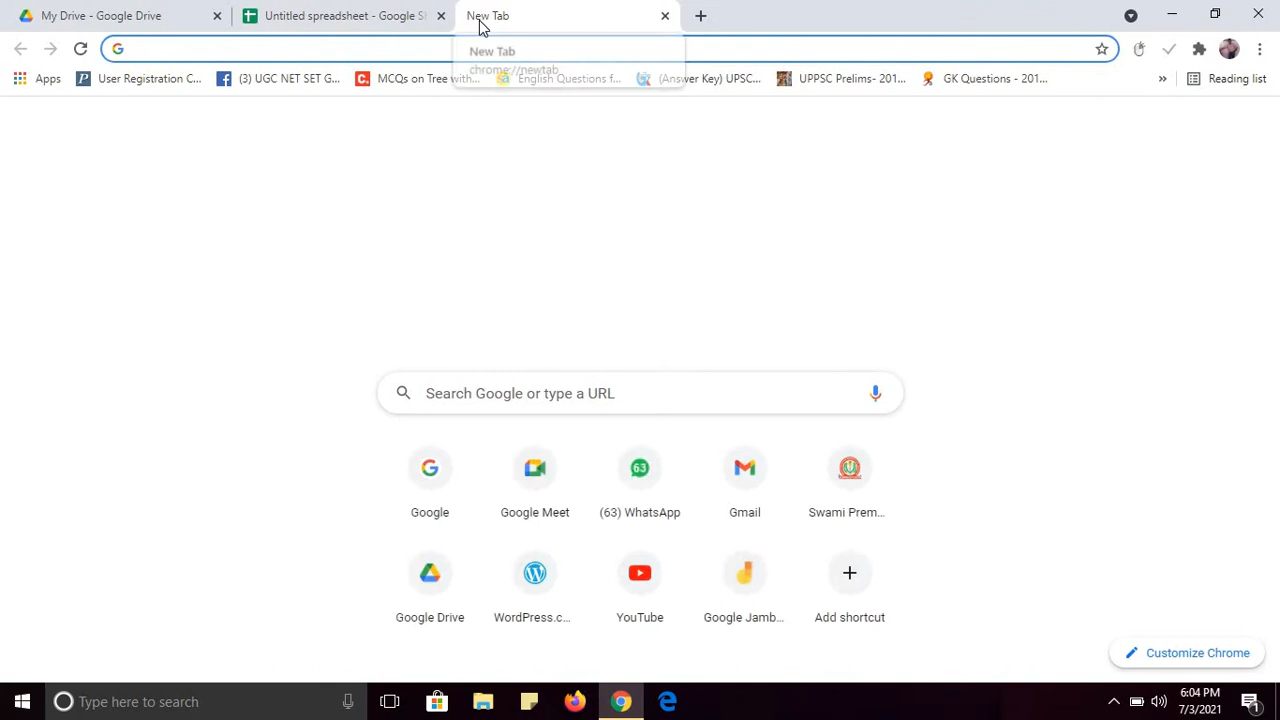 My Drive - Google Drive
Untitled spreadsheet - Google Sh
New Tab
New Tab
chrome://newtab
Apps
User Registration C...
(3) UGC NET SET G...
MCQs on Tree with...
English Questions f...
(Answer Key) UPSC...
UPPSC Prelims- 201...
GK Questions - 201...
»
Reading list
Search Google or type a URL
63
Google
Google Meet
(63) WhatsApp
Gmail
Swami Prem...
Google Drive
WordPress.c...
YouTube
Google Jamb...
Add shortcut
Customize Chrome
Type here to search
6:04 PM
7/3/2021
1